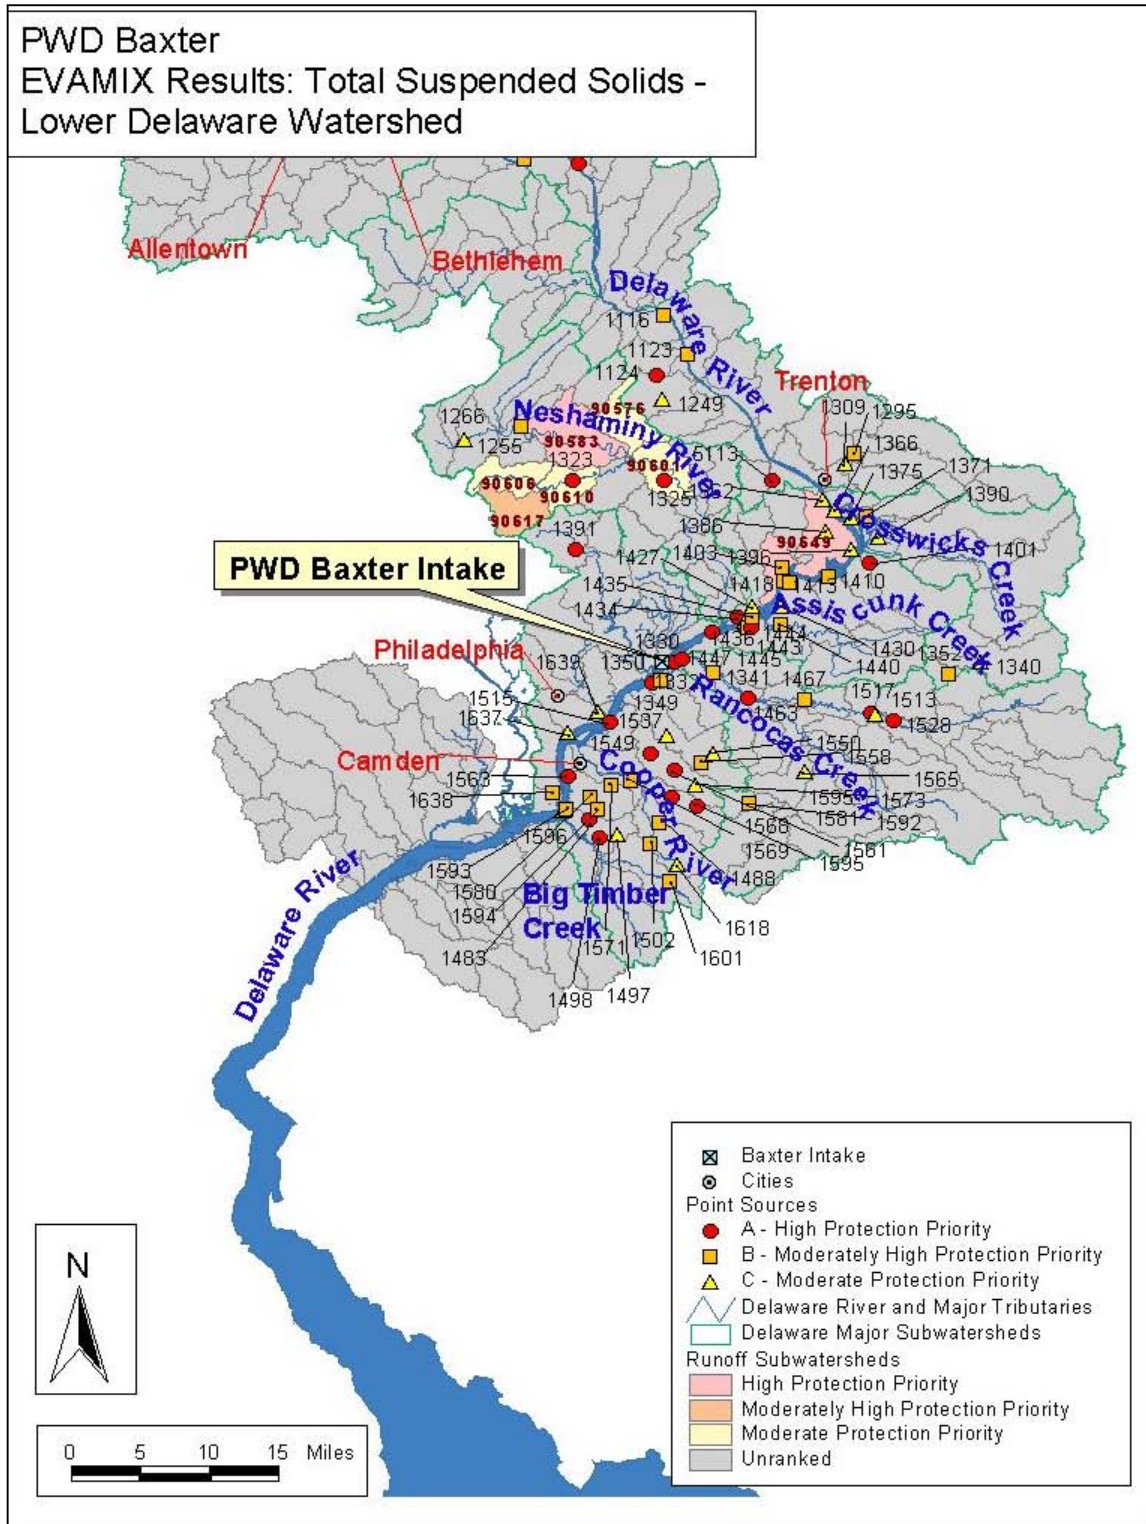 PWD Baxter
EVAMIX Results: Total Suspended Solids -
Lower Delaware Watershed
Allentown
Bethlehem
Delaware River
1116
1123
1124
Trenton
1249
1309
1295
1266
Neshaminy River
90576
1366
1255
90583
1371
1323
90601
5113
1375
1390
90606
90610
1325
90617
Crosswicks Creek
1386
90649
1391
1427
1403
1396
1401
PWD Baxter Intake
1435
1418
1413
1410
1434
Assiscunk Creek
1330
1436
1444
1443
1430
Philadelphia
1639
1350
1447
1445
1440
1352
1340
1341
1467
1515
1349
Rancocas Creek
1463
1517
1513
1637
1537
1528
1549
1550
Camden
Cooper River
1558
1563
1565
1638
1595
1573
1581
1592
1596
1568
1561
1593
1569
1595
1580
1488
1594
Big Timber
Creek
1618
1483
1571
1502
1601
1498
1497
Delaware River
Baxter Intake
Cities
Point Sources
A - High Protection Priority
B - Moderately High Protection Priority
C - Moderate Protection Priority
Delaware River and Major Tributaries
Delaware Major Subwatersheds
Runoff Subwatersheds
High Protection Priority
Moderately High Protection Priority
Moderate Protection Priority
Unranked
N
0 5 10 15 Miles